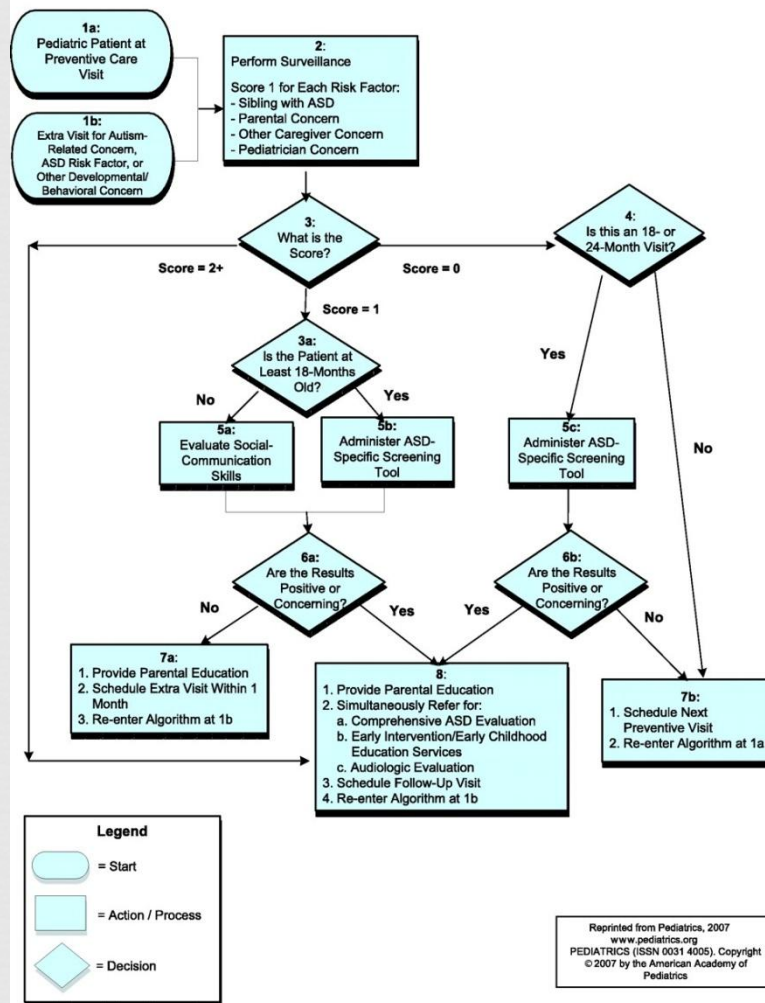 1a:
Pediatric Patient at
Preventive Care
Visit
1b:
Extra Visit for Autism-
Related Concern,
ASD Risk Factor, or
Other Developmental/
Behavioral Concern
2:
Perform Surveillance
Score 1 for Each Risk Factor:
- Sibling with ASD
- Parental Concern
- Other Caregiver Concern
- Pediatrician Concern
3:
What is the
Score?
4:
Is this an 18- or
24-Month Visit?
Score = 2+
Score = 0
Score = 1
3a:
Is the Patient at
Least 18-Months
Old?
Yes
No
Yes
5a:
Evaluate Social-
Communication
Skills
5b:
Administer ASD-
Specific Screening
Tool
5c:
Administer ASD-
Specific Screening
Tool
No
6a:
Are the Results
Positive or
Concerning?
6b:
Are the Results
Positive or
Concerning?
No
Yes
Yes
No
7a:
1. Provide Parental Education
2. Schedule Extra Visit Within 1
Month
3. Re-enter Algorithm at 1b
8:
1. Provide Parental Education
2. Simultaneously Refer for:
a. Comprehensive ASD Evaluation
b. Early Intervention/Early Childhood
Education Services
c. Audiologic Evaluation
3. Schedule Follow-Up Visit
4. Re-enter Algorithm at 1b
7b:
1. Schedule Next
Preventive Visit
2. Re-enter Algorithm at 1a
Legend
= Start
= Action / Process
= Decision
Reprinted from Pediatrics, 2007
www.pediatrics.org
PEDIATRICS (ISSN 0031 4005). Copyright
© 2007 by the American Academy of
Pediatrics